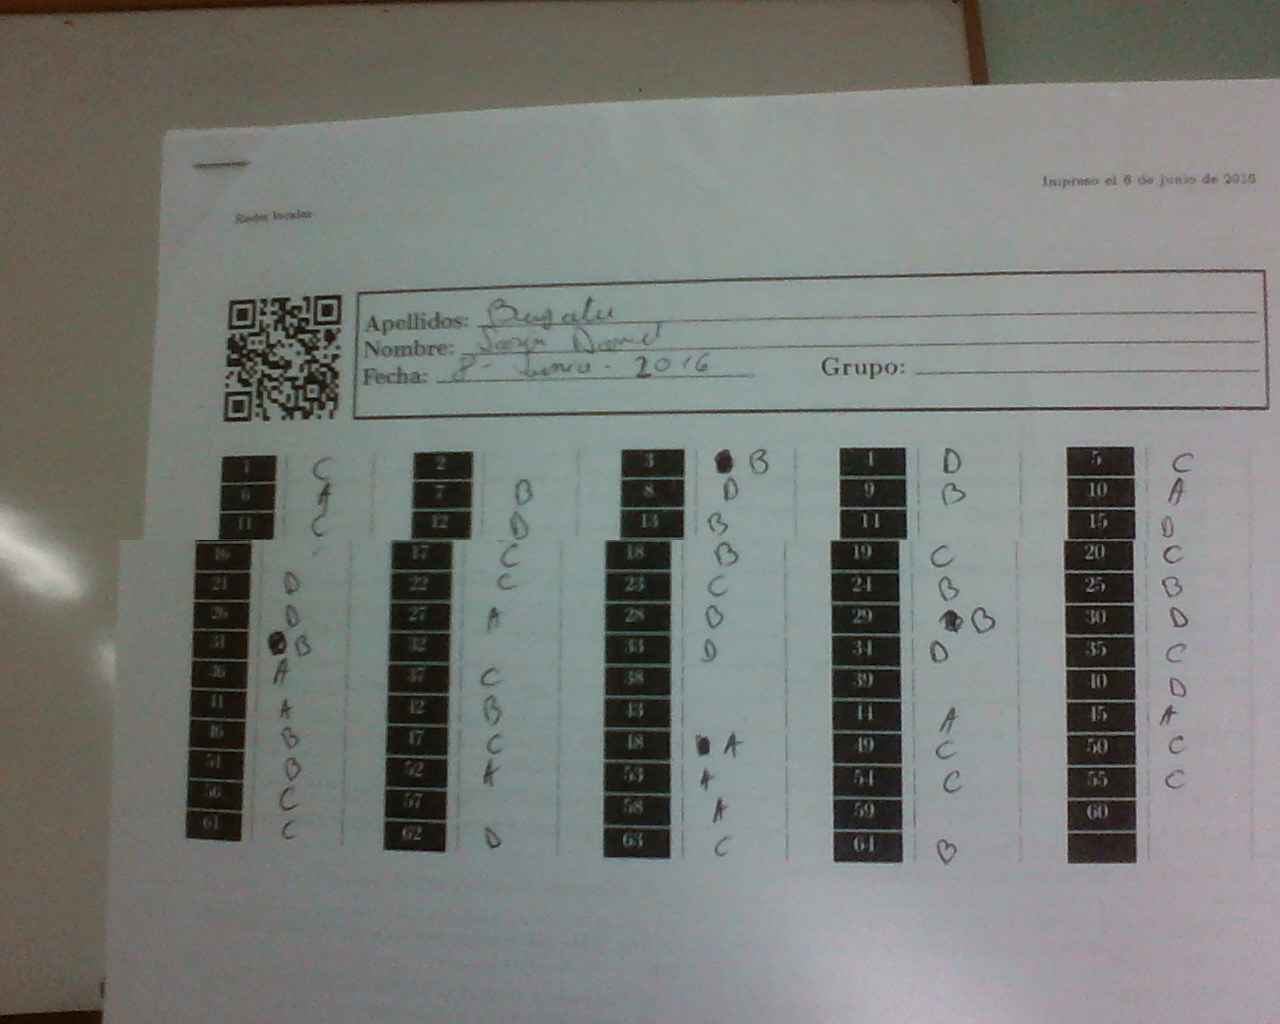 Impreso el 6 de junio de 2016
Redes locales
Apellidos:
Nombre: Daniel
Fecha: 8 - Junio - 2016 Grupo:
1 C 2 3 B 4 D 5 C
6 A 7 B 8 D 9 B 10 A
11 C 12 D 13 B 14 15 D
16 17 C 18 B 19 C 20 C
21 D 22 C 23 C 24 B 25 B
26 D 27 A 28 B 29 B 30 D
31 B 32 33 D 34 D 35 C
36 A 37 C 38 39 40 D
41 A 42 B 43 44 A 45 A
46 B 47 C 48 A 49 C 50 C
51 B 52 A 53 A 54 C 55 C
56 C 57 58 A 59 60
61 C 62 D 63 C 64 B